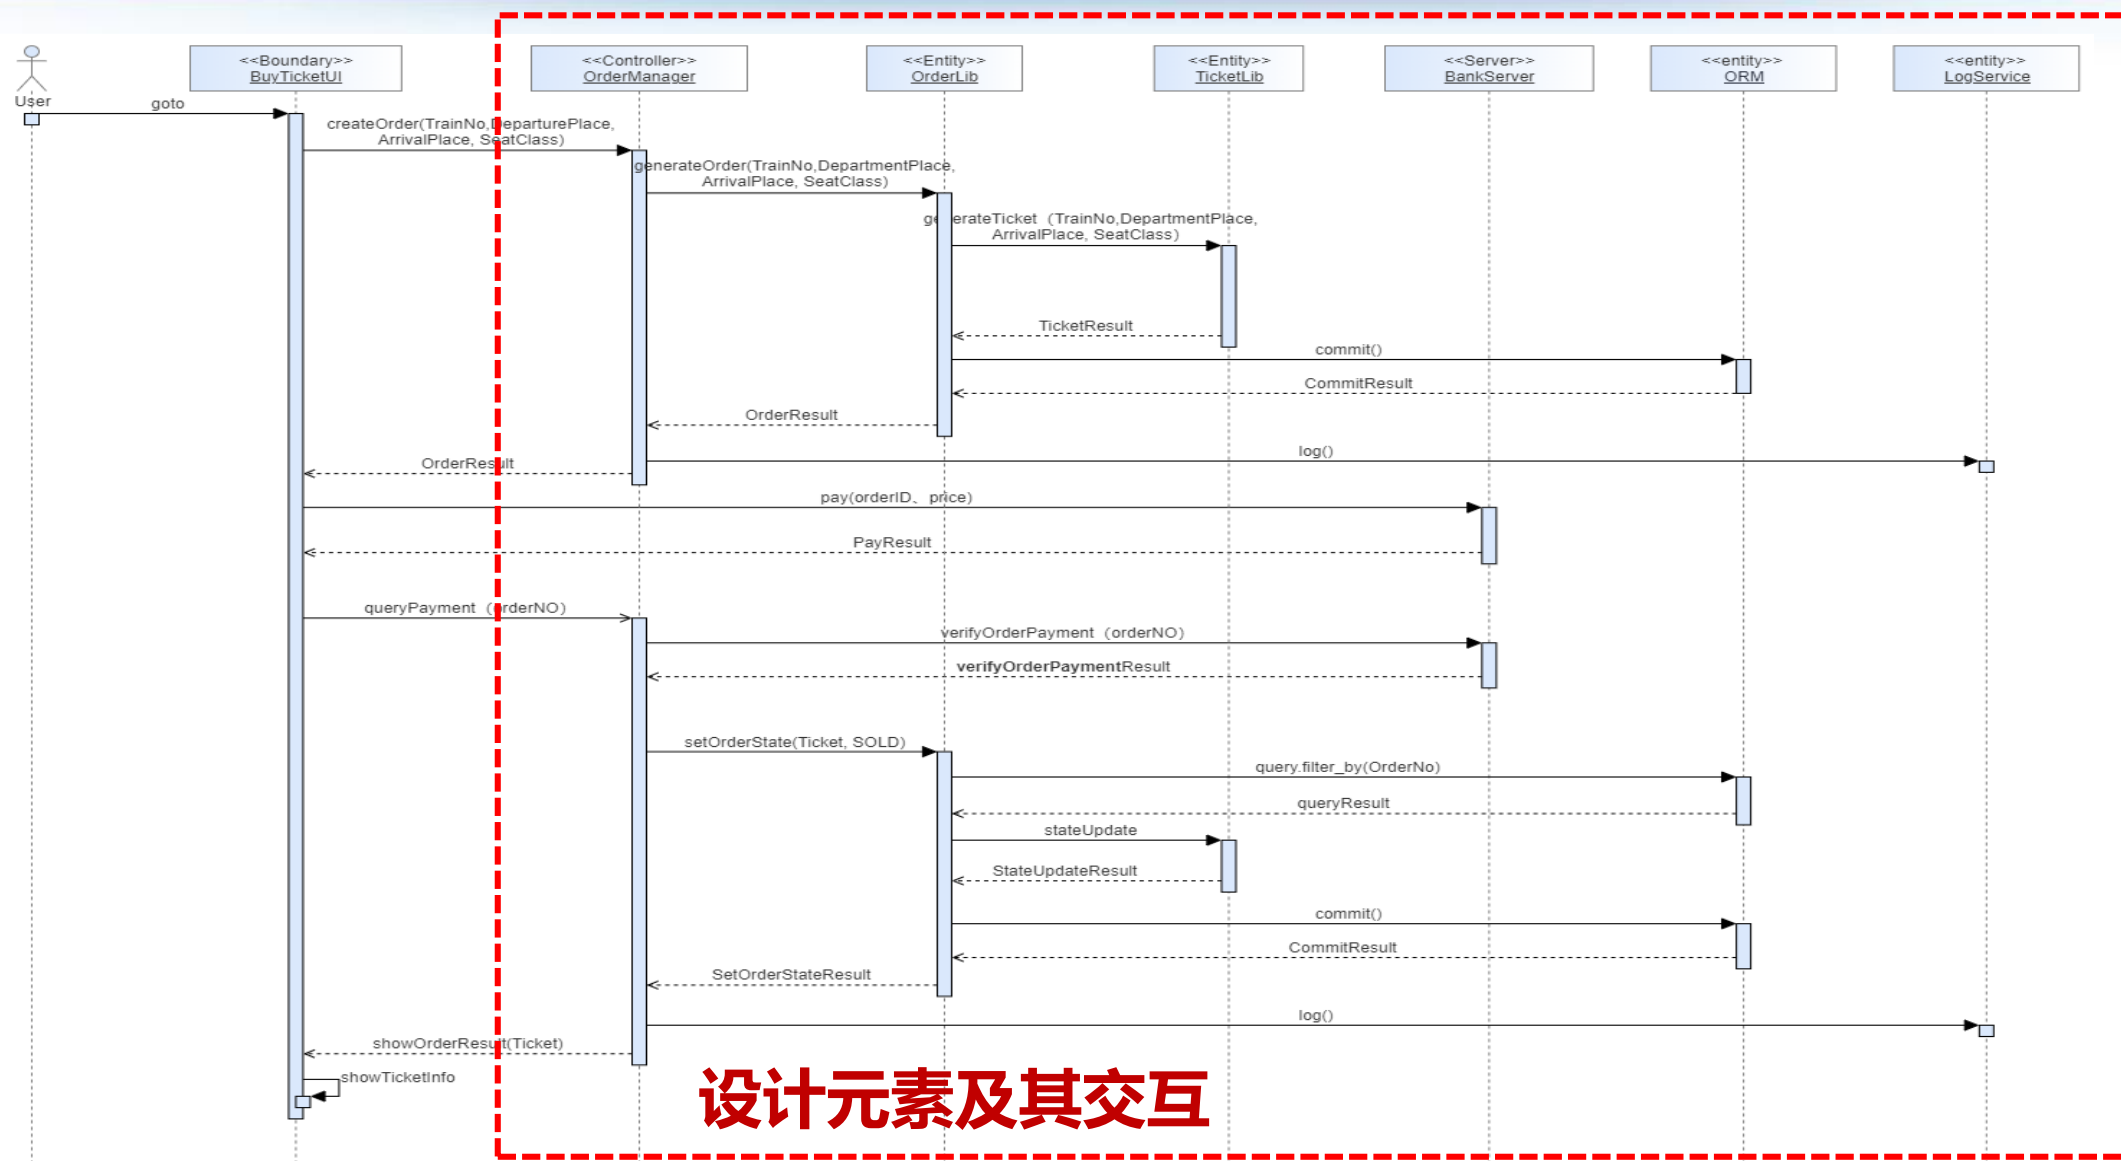 <<Boundary>>
BuyTicketUI
<<Controller>>
OrderManager
<<Entity>>
OrderLib
<<Entity>>
TicketLib
<<Server>>
BankServer
<<entity>>
ORM
<<entity>>
LogService
User
goto
createOrder(TrainNo,DeparturePlace,
ArrivalPlace, SeatClass)
generateOrder(TrainNo,DepartmentPlace,
ArrivalPlace, SeatClass)
generateTicket (TrainNo,DepartmentPlace,
ArrivalPlace, SeatClass)
TicketResult
commit()
CommitResult
OrderResult
log()
OrderResult
pay(orderID、price)
PayResult
queryPayment (orderNO)
verifyOrderPayment (orderNO)
verifyOrderPaymentResult
setOrderState(Ticket, SOLD)
query.filter_by(OrderNo)
queryResult
stateUpdate
StateUpdateResult
commit()
CommitResult
SetOrderStateResult
log()
showOrderResult(Ticket)
showTicketInfo
设计元素及其交互